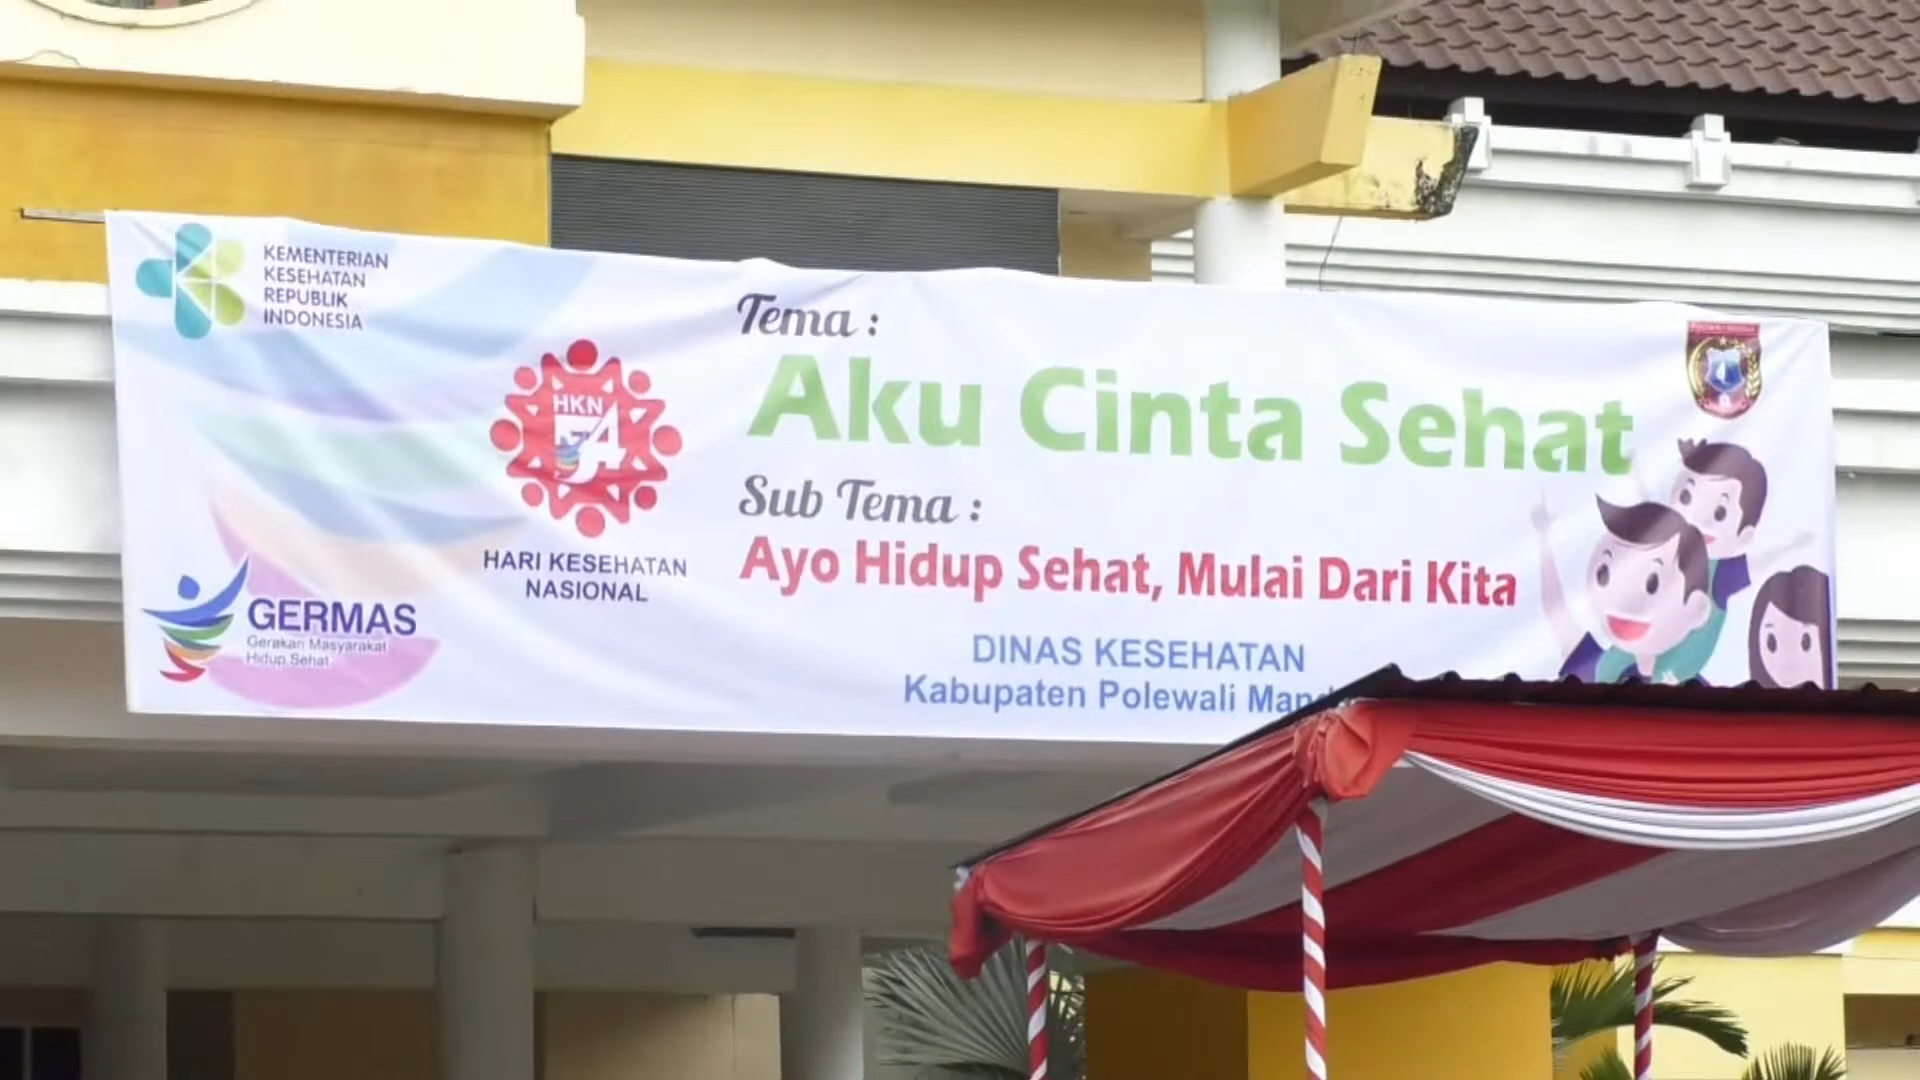 KEMENTERIAN
KESEHATAN
REPUBLIK
INDONESIA
HKN
54
HARI KESEHATAN
NASIONAL
GERMAS
Gerakan Masyarakat
Hidup Sehat
Tema :
Aku Cinta Sehat
Sub Tema :
Ayo Hidup Sehat, Mulai Dari Kita
DINAS KESEHATAN
Kabupaten Polewali